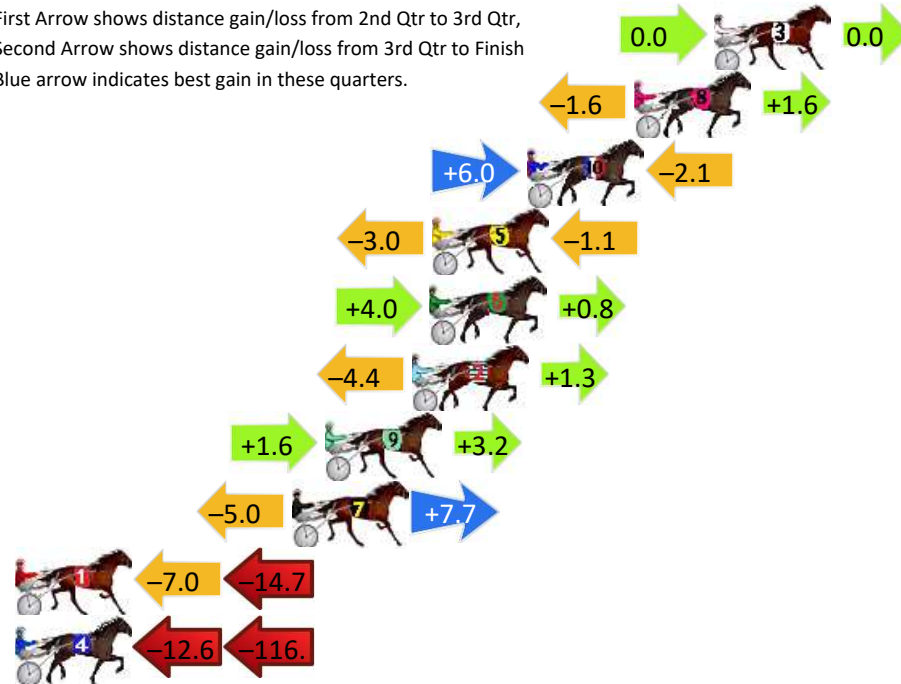 First Arrow shows distance gain/loss from 2nd Qtr to 3rd Qtr,
Second Arrow shows distance gain/loss from 3rd Qtr to Finish
Blue arrow indicates best gain in these quarters.
0.0 3 0.0
−1.6 8 +1.6
+6.0 10 −2.1
−3.0 5 −1.1
+4.0 6 +0.8
−4.4 2 +1.3
+1.6 9 +3.2
−5.0 7 +7.7
1 −7.0 −14.7
4 −12.6 −116.